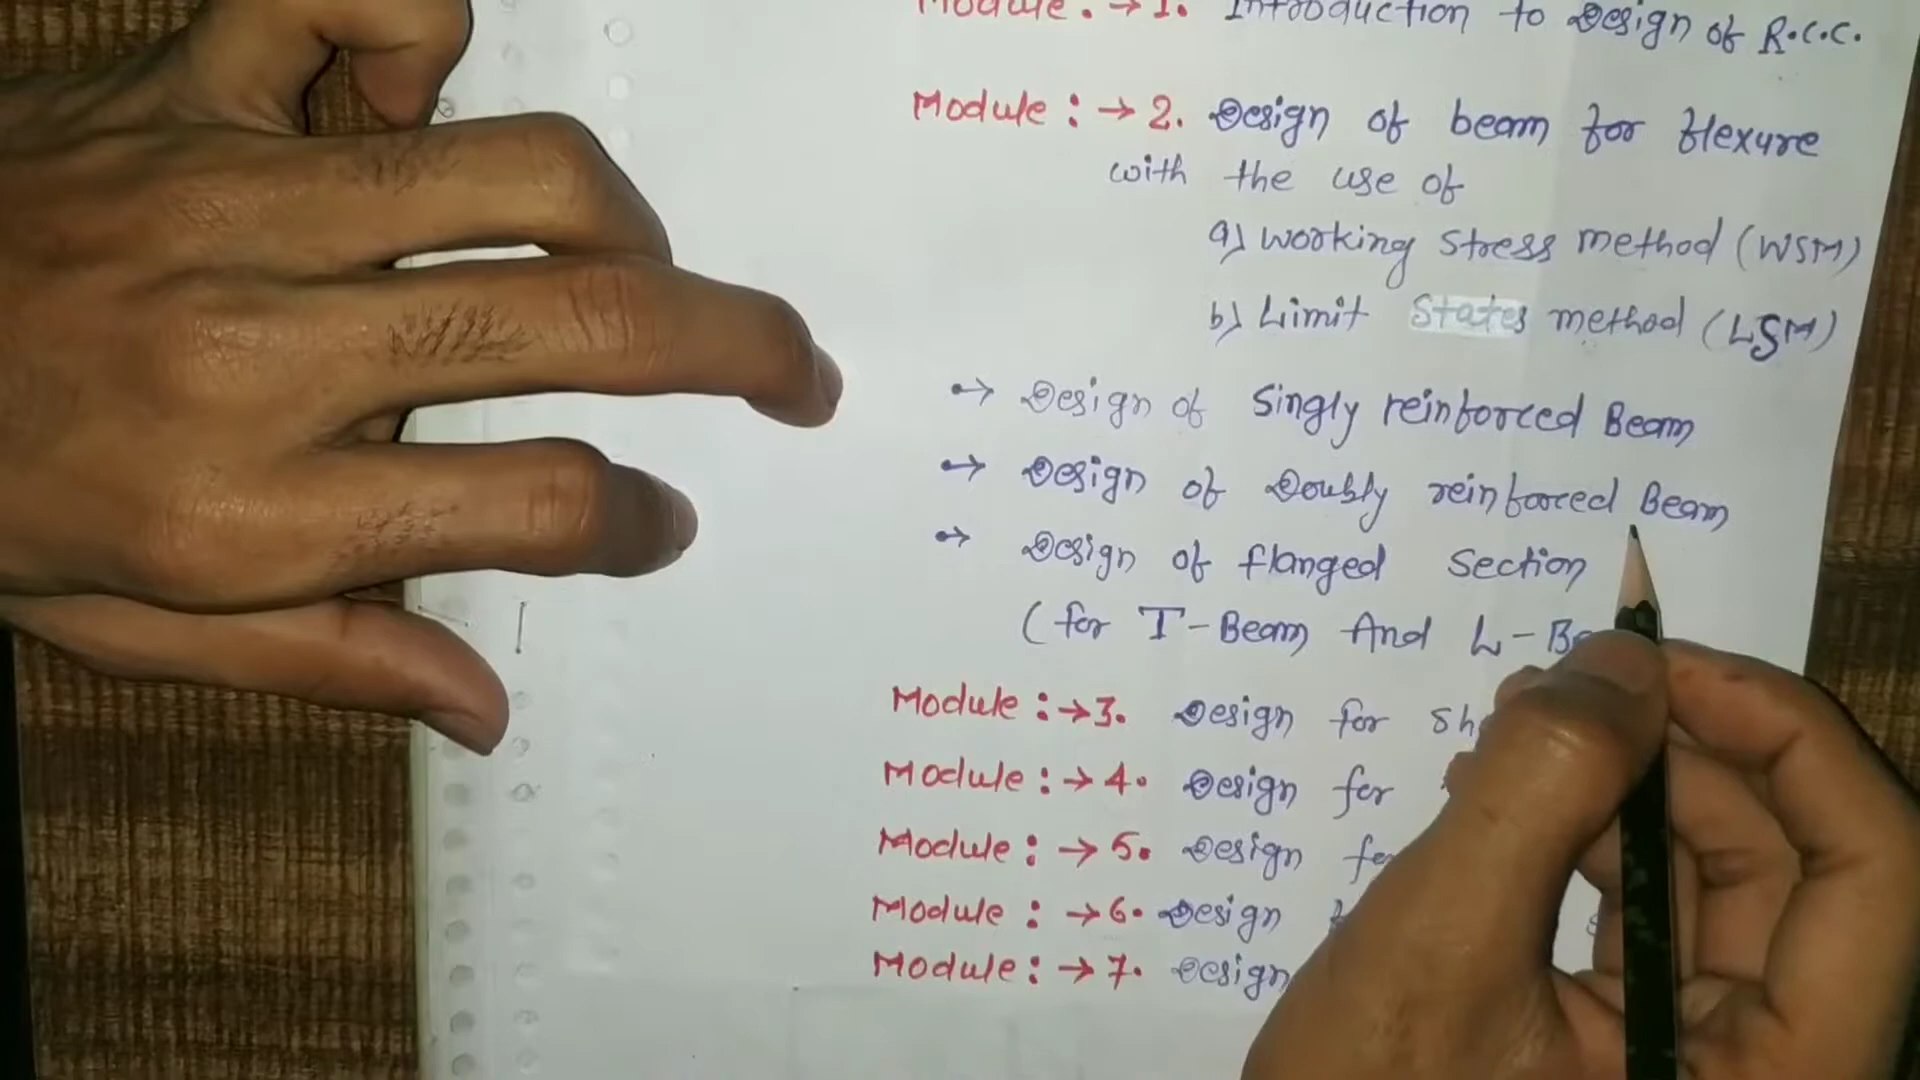 Module. → 1. Introduction to Design of R.C.C.
Module : → 2. Design of beam for flexure
with the use of
a) working stress method (WSM)
b) Limit States method (LSM)
→ Design of Singly reinforced Beam
→ Design of Doubly reinforced Beam
→ Design of flanged Section
(for T-Beam And L-Be
Module : → 3. Design for Sh
Module : → 4. Design for
Module : → 5. Design for
Module : → 6. Design
Module : → 7. Design